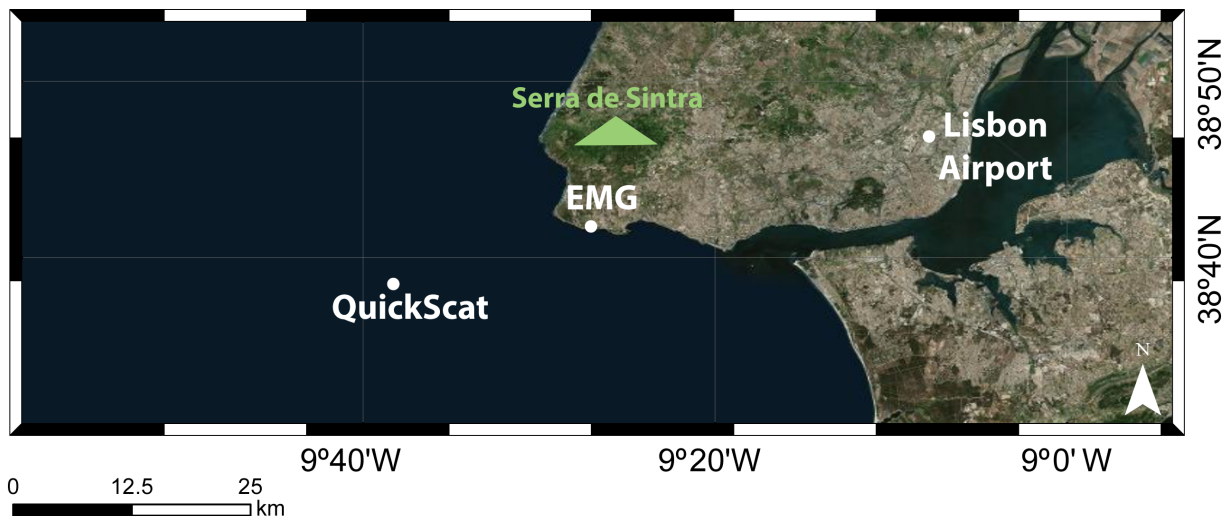 Serra de Sintra
Lisbon
Airport
EMG
QuickScat
N
38º50'N
38º40'N
9º40'W
9º20'W
9º0' W
0
12.5
25
km